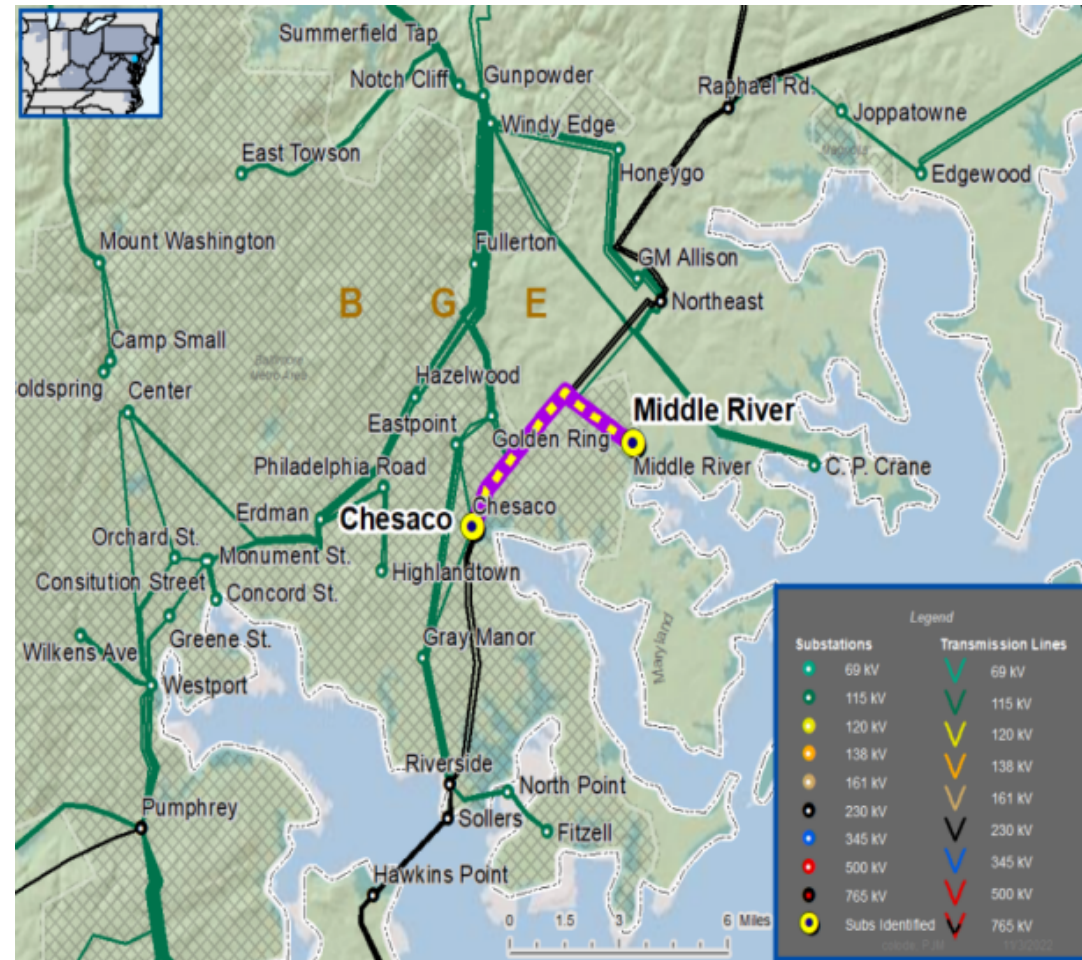 Summerfield Tap
Notch Cliff
Gunpowder
Raphael Rd.
Joppatowne
Windy Edge
East Towson
Honeygo
Edgewood
Mount Washington
Fullerton
GM Allison
B G E
Northeast
Camp Small
Baltimore
Metro Area
oldspring
Center
Hazelwood
Middle River
Eastpoint
Golden Ring
Middle River
Philadelphia Road
C. P. Crane
Erdman
Chesaco
Chesaco
Orchard St.
Monument St.
Consitution Street
Concord St.
Highlandtown
Greene St.
Wilkens Ave
Gray Manor
Maryland
Westport
Riverside
North Point
Pumphrey
Sollers
Fitzell
Hawkins Point
0 1.5 3 6 Miles
Legend
Substations Transmission Lines
69 kV 69 kV
115 kV 115 kV
120 kV 120 kV
138 kV 138 kV
161 kV 161 kV
230 kV 230 kV
345 kV 345 kV
500 kV 500 kV
765 kV 765 kV
Subs Identified
PJM